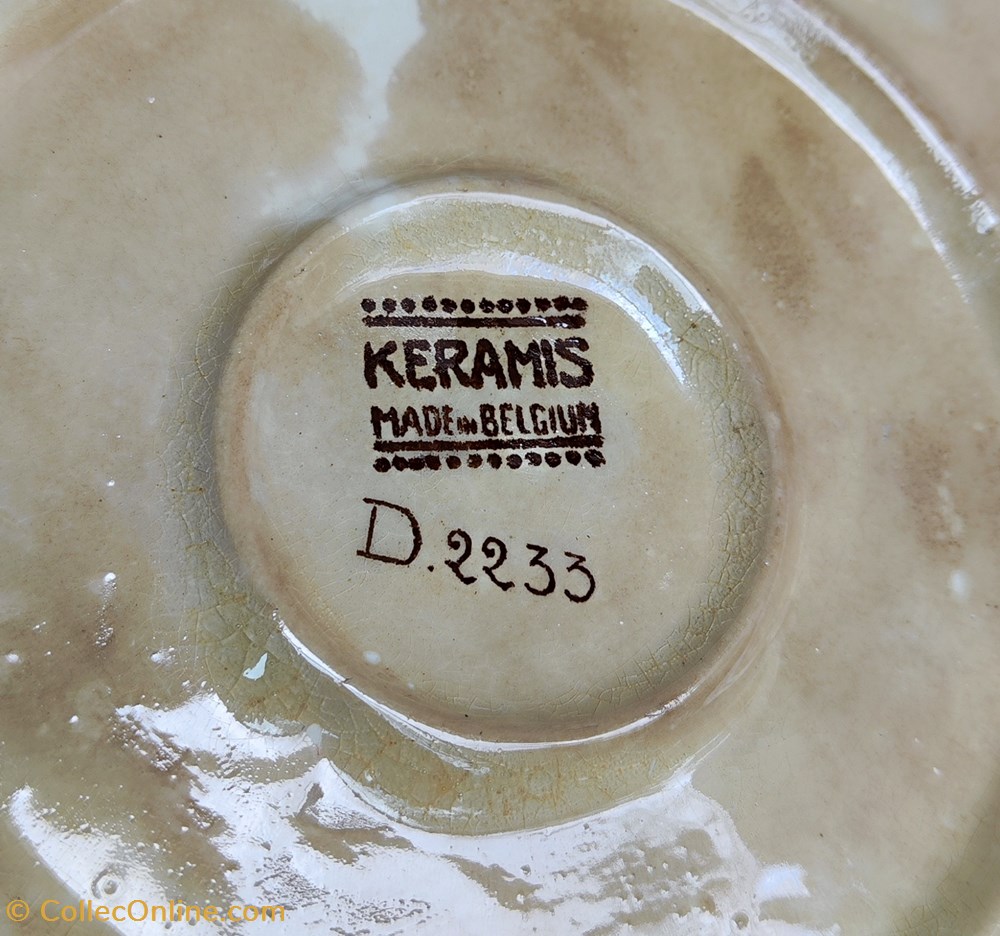 KERAMIS
MADE IN BELGIUM
D.2233
© CollecOnline.com